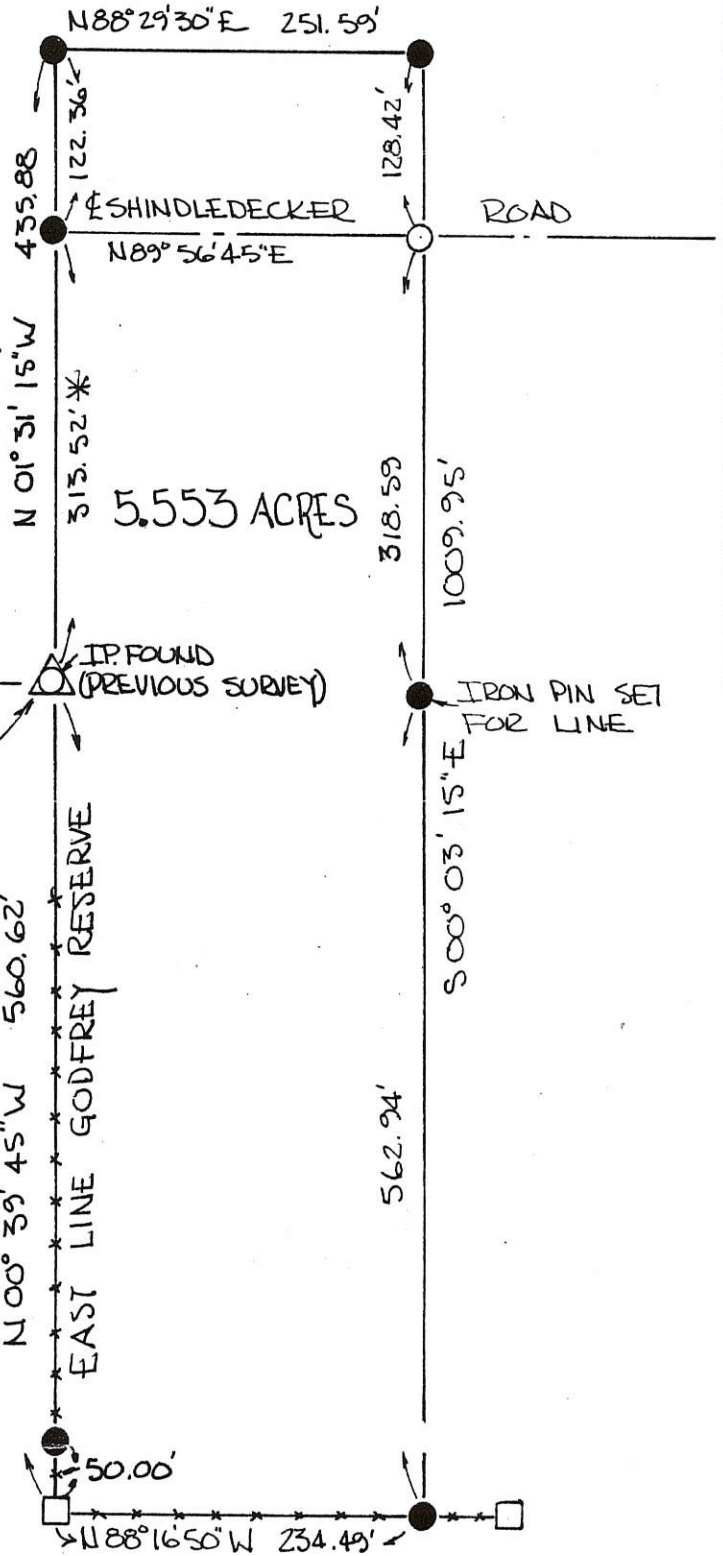 N88°29'30"E 251.59'
122.36'
128.42'
435.88
℄ SHINDLEDECKER ROAD
N89°56'45"E
N 01° 31' 15" W
313.52' *
5.553 ACRES
318.59
1009.95'
I.P. FOUND
(PREVIOUS SURVEY)
IRON PIN SET
FOR LINE
S 00° 03' 15" E
N 00° 39' 45" W 560.62'
EAST LINE GODFREY RESERVE
562.94'
50.00'
N88°16'50"W 234.49'